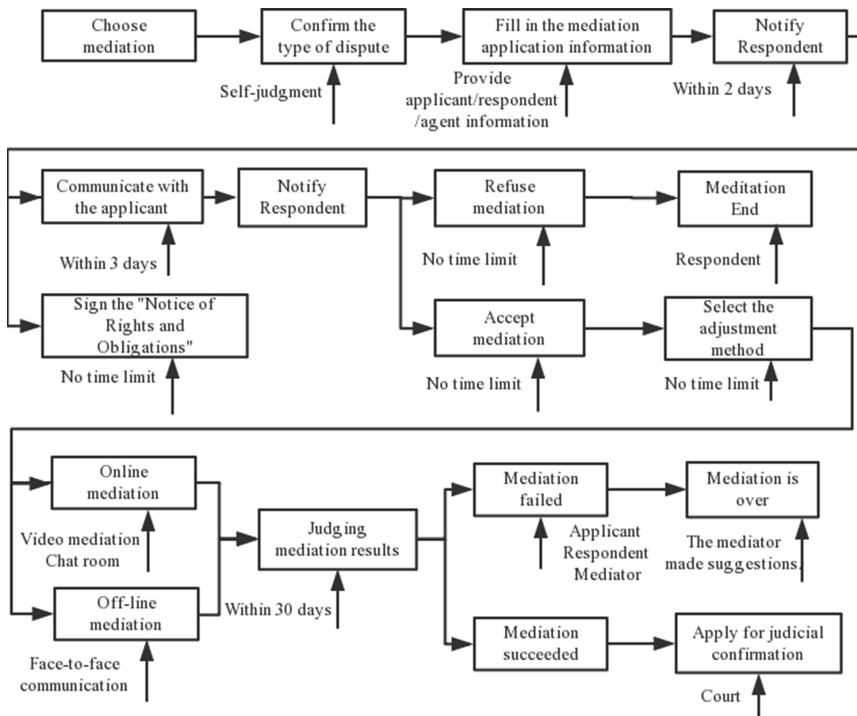 Choose
mediation
Confirm the
type of dispute
Fill in the mediation
application information
Notify
Respondent
Self-judgment
Provide
applicant/respondent
/agent information
Within 2 days
Communicate with
the applicant
Notify
Respondent
Refuse
mediation
Meditation
End
Within 3 days
No time limit
Respondent
Sign the "Notice of
Rights and
Obligations"
Accept
mediation
Select the
adjustment
method
No time limit
No time limit
No time limit
Online
mediation
Video mediation
Chat room
Judging
mediation results
Mediation
failed
Mediation is
over
Applicant
Respondent
Mediator
The mediator
made suggestions.
Off-line
mediation
Within 30 days
Face-to-face
communication
Mediation
succeeded
Apply for judicial
confirmation
Court